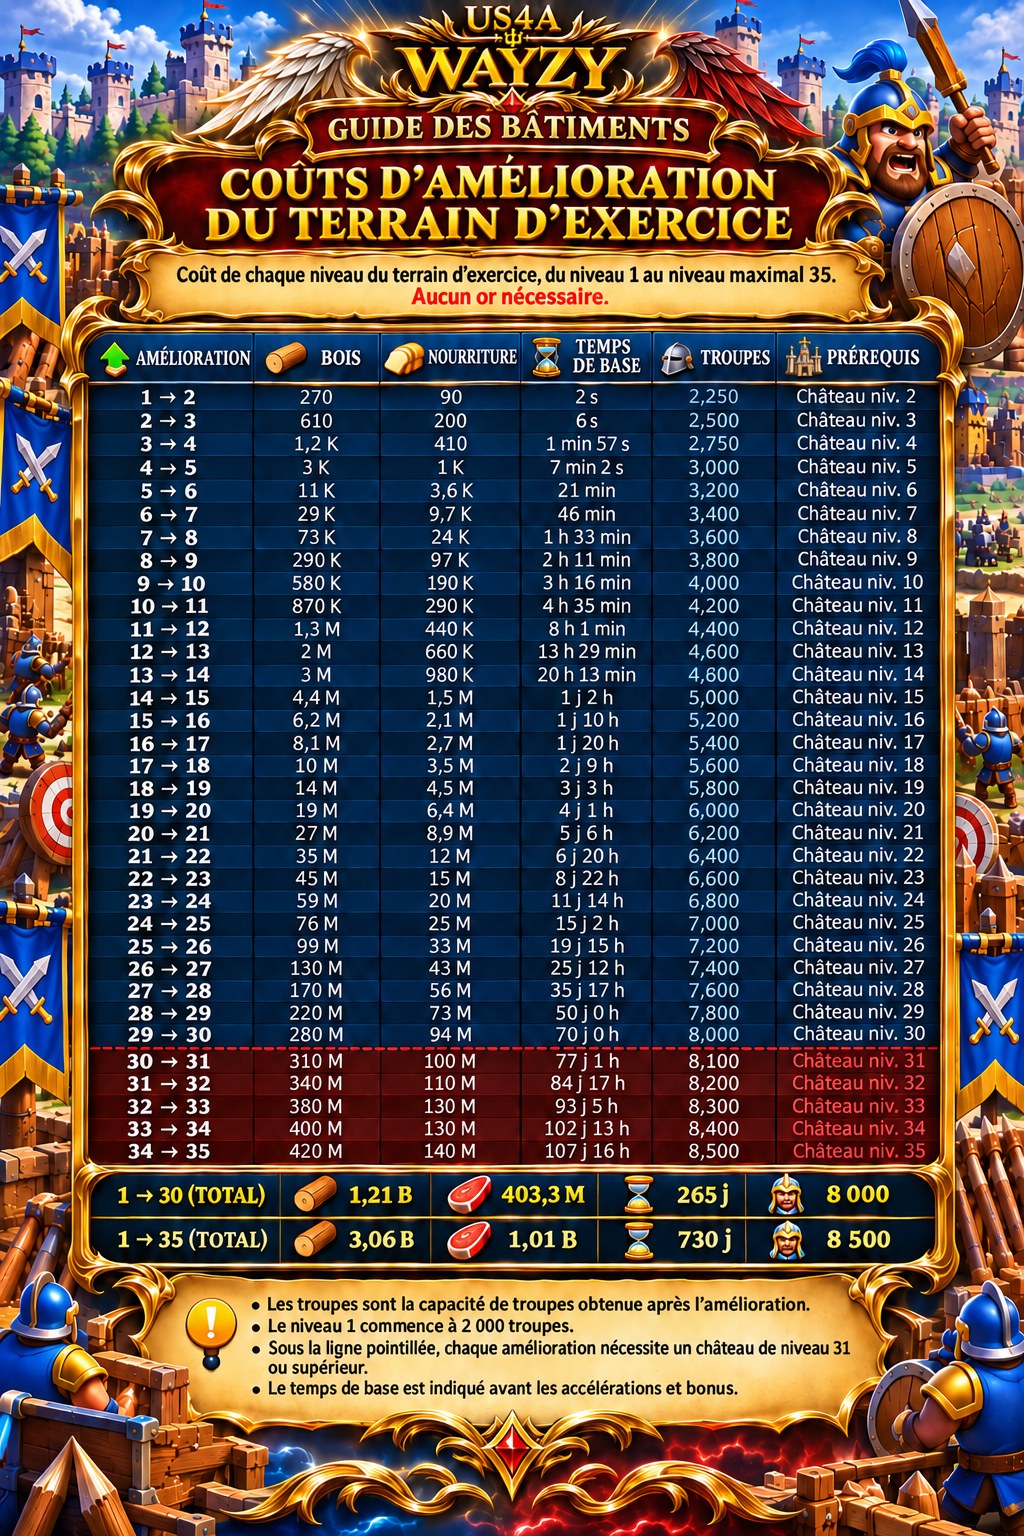 US4A
WAYZY
GUIDE DES BÂTIMENTS
COÛTS D'AMÉLIORATION
DU TERRAIN D'EXERCICE
Coût de chaque niveau du terrain d'exercice, du niveau 1 au niveau maximal 35.
Aucun or nécessaire.
AMÉLIORATION BOIS NOURRITURE TEMPS DE BASE TROUPES PRÉREQUIS
1 → 2 270 90 2 s 2,250 Château niv. 2
2 → 3 610 200 6 s 2,500 Château niv. 3
3 → 4 1,2 K 410 1 min 57 s 2,750 Château niv. 4
4 → 5 3 K 1 K 7 min 2 s 3,000 Château niv. 5
5 → 6 11 K 3,6 K 21 min 3,200 Château niv. 6
6 → 7 29 K 9,7 K 46 min 3,400 Château niv. 7
7 → 8 73 K 24 K 1 h 33 min 3,600 Château niv. 8
8 → 9 290 K 97 K 2 h 11 min 3,800 Château niv. 9
9 → 10 580 K 190 K 3 h 16 min 4,000 Château niv. 10
10 → 11 870 K 290 K 4 h 35 min 4,200 Château niv. 11
11 → 12 1,3 M 440 K 8 h 1 min 4,400 Château niv. 12
12 → 13 2 M 660 K 13 h 29 min 4,600 Château niv. 13
13 → 14 3 M 980 K 20 h 13 min 4,600 Château niv. 14
14 → 15 4,4 M 1,5 M 1 j 2 h 5,000 Château niv. 15
15 → 16 6,2 M 2,1 M 1 j 10 h 5,200 Château niv. 16
16 → 17 8,1 M 2,7 M 1 j 20 h 5,400 Château niv. 17
17 → 18 10 M 3,5 M 2 j 9 h 5,600 Château niv. 18
18 → 19 14 M 4,5 M 3 j 3 h 5,800 Château niv. 19
19 → 20 19 M 6,4 M 4 j 1 h 6,000 Château niv. 20
20 → 21 27 M 8,9 M 5 j 6 h 6,200 Château niv. 21
21 → 22 35 M 12 M 6 j 20 h 6,400 Château niv. 22
22 → 23 45 M 15 M 8 j 22 h 6,600 Château niv. 23
23 → 24 59 M 20 M 11 j 14 h 6,800 Château niv. 24
24 → 25 76 M 25 M 15 j 2 h 7,000 Château niv. 25
25 → 26 99 M 33 M 19 j 15 h 7,200 Château niv. 26
26 → 27 130 M 43 M 25 j 12 h 7,400 Château niv. 27
27 → 28 170 M 56 M 35 j 17 h 7,600 Château niv. 28
28 → 29 220 M 73 M 50 j 0 h 7,800 Château niv. 29
29 → 30 280 M 94 M 70 j 0 h 8,000 Château niv. 30
30 → 31 310 M 100 M 77 j 1 h 8,100 Château niv. 31
31 → 32 340 M 110 M 84 j 17 h 8,200 Château niv. 32
32 → 33 380 M 130 M 93 j 5 h 8,300 Château niv. 33
33 → 34 400 M 130 M 102 j 13 h 8,400 Château niv. 34
34 → 35 420 M 140 M 107 j 16 h 8,500 Château niv. 35
1 → 30 (TOTAL) 1,21 B 403,3 M 265 j 8 000
1 → 35 (TOTAL) 3,06 B 1,01 B 730 j 8 500
• Les troupes sont la capacité de troupes obtenue après l'amélioration.
• Le niveau 1 commence à 2 000 troupes.
• Sous la ligne pointillée, chaque amélioration nécessite un château de niveau 31
ou supérieur.
• Le temps de base est indiqué avant les accélérations et bonus.